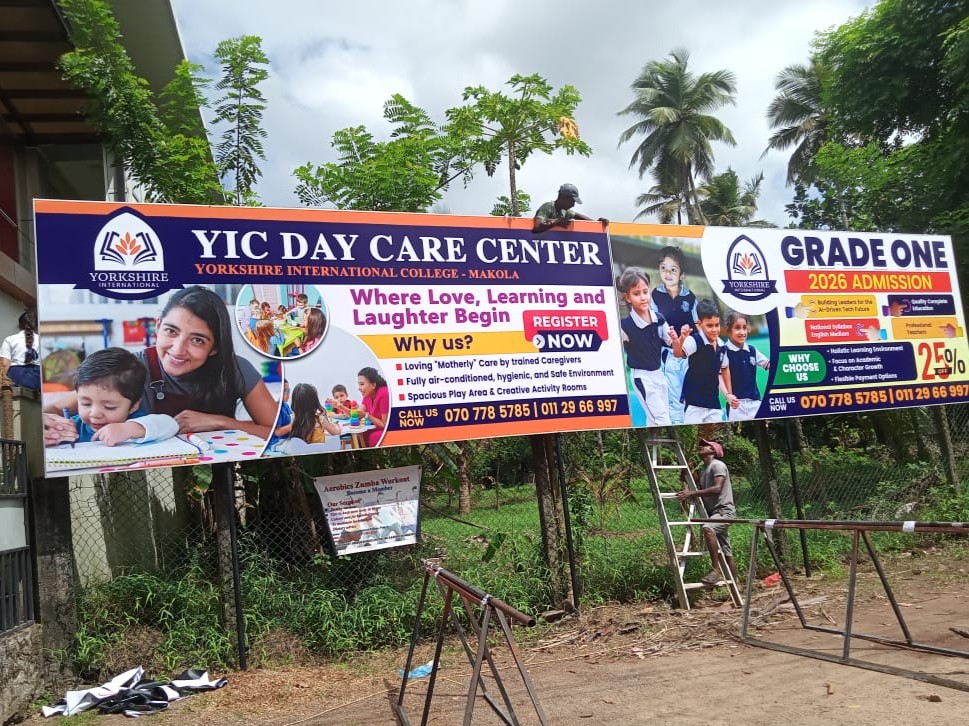 YORKSHIRE
INTERNATIONAL
YIC DAY CARE CENTER
YORKSHIRE INTERNATIONAL COLLEGE - MAKOLA
Where Love, Learning and
Laughter Begin
Why us?
REGISTER
NOW
Loving "Motherly" Care by trained Caregivers
Fully air-conditioned, hygienic, and Safe Environment
Spacious Play Area & Creative Activity Rooms
CALL US
NOW
070 778 5785 | 011 29 66 997
YORKSHIRE
INTERNATIONAL
GRADE ONE
2026 ADMISSION
Building Leaders for the
AI-Driven Tech Future
Quality Complete
Education
National Syllabus
English Medium
Professional
Teachers
WHY
CHOOSE
US
Holistic Learning Environment
Focus on Academic
& Character Growth
Flexible Payment Options
25%
OFF
CALL US
NOW
070 778 5785 | 011 29 66 997
Aerobics Zumba Workout
Become a Member
Our